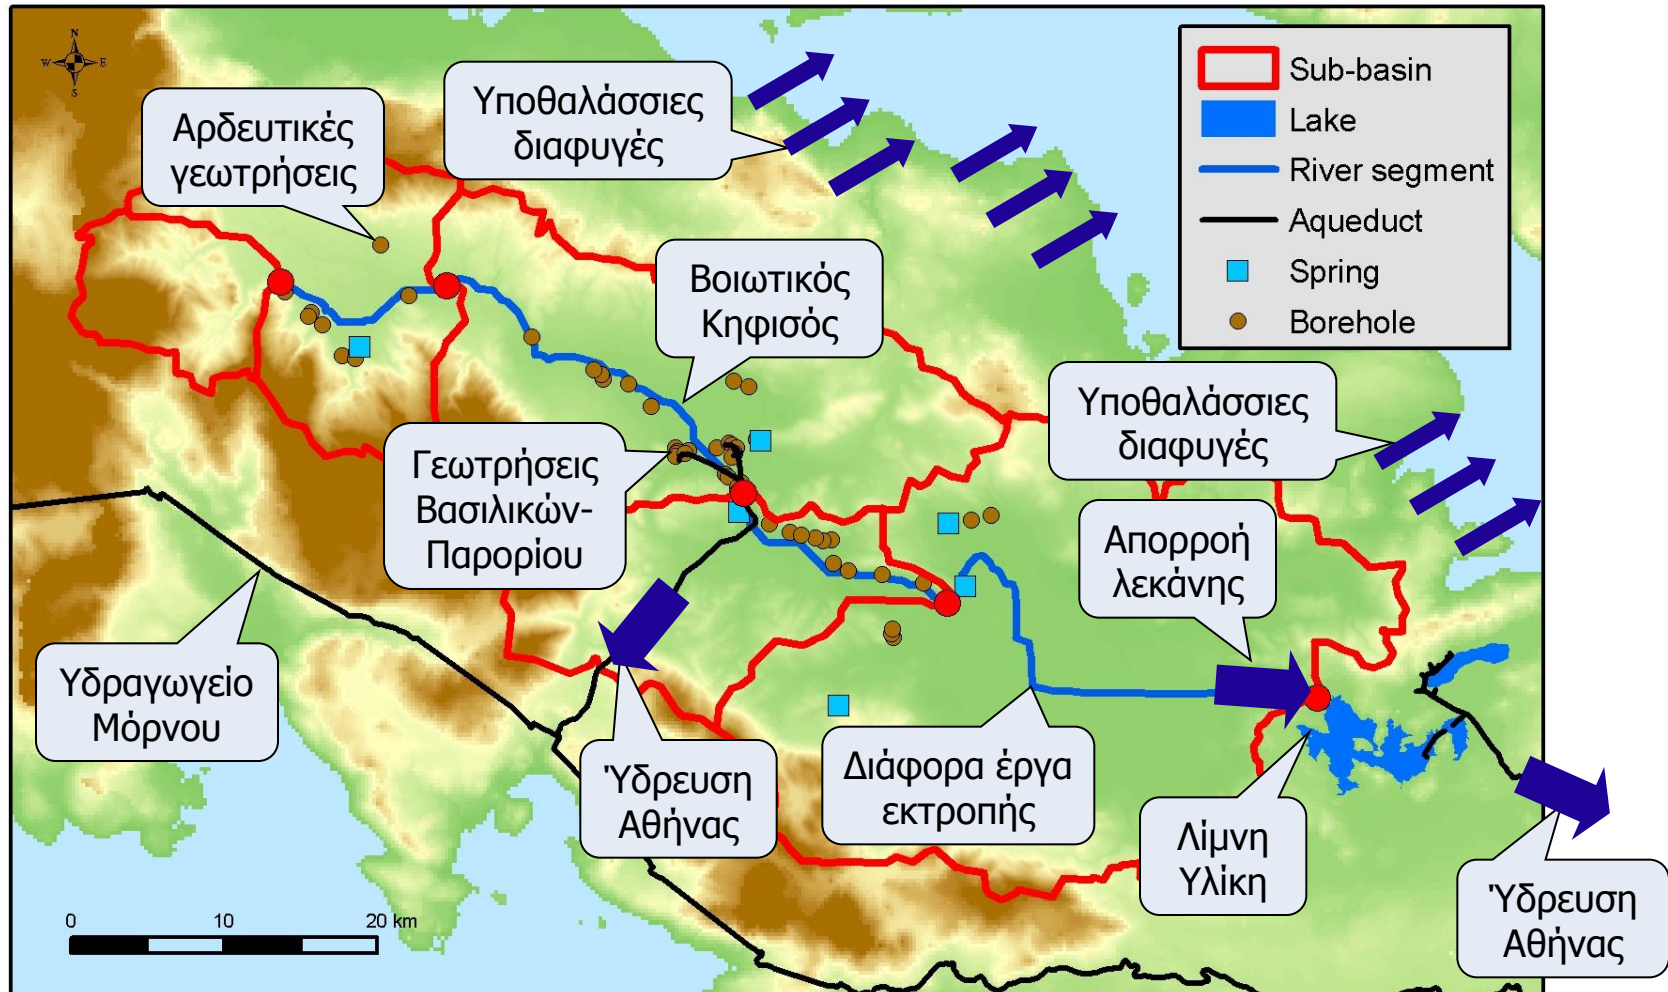 N
W E
S
Αρδευτικές
γεωτρήσεις
Υποθαλάσσιες
διαφυγές
Sub-basin
Lake
River segment
Aqueduct
Spring
Borehole
Βοιωτικός
Κηφισός
Υποθαλάσσιες
διαφυγές
Γεωτρήσεις
Βασιλικών-
Παρορίου
Απορροή
λεκάνης
Υδραγωγείο
Μόρνου
Ύδρευση
Αθήνας
Διάφορα έργα
εκτροπής
Λίμνη
Υλίκη
Ύδρευση
Αθήνας
0 10 20 km